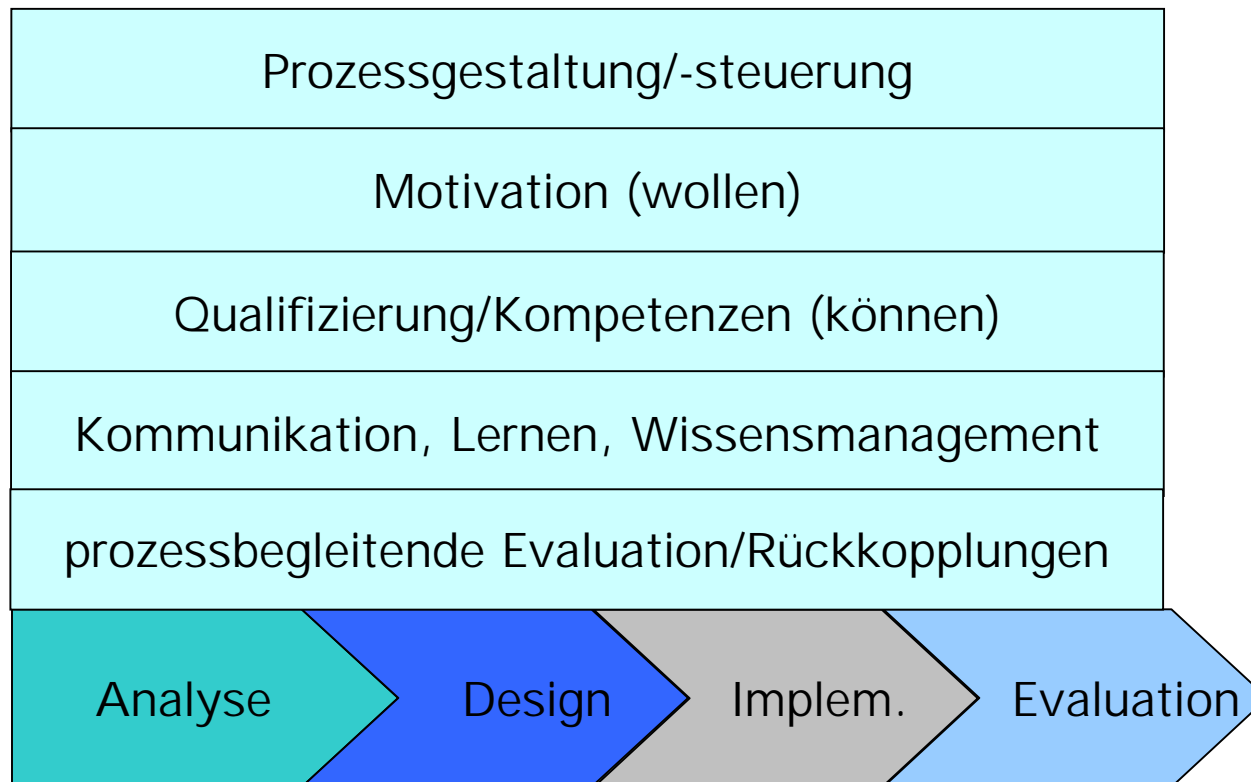 Prozessgestaltung/-steuerung
Motivation (wollen)
Qualifizierung/Kompetenzen (können)
Kommunikation, Lernen, Wissensmanagement
prozessbegleitende Evaluation/Rückkopplungen
Analyse
Design
Implem.
Evaluation